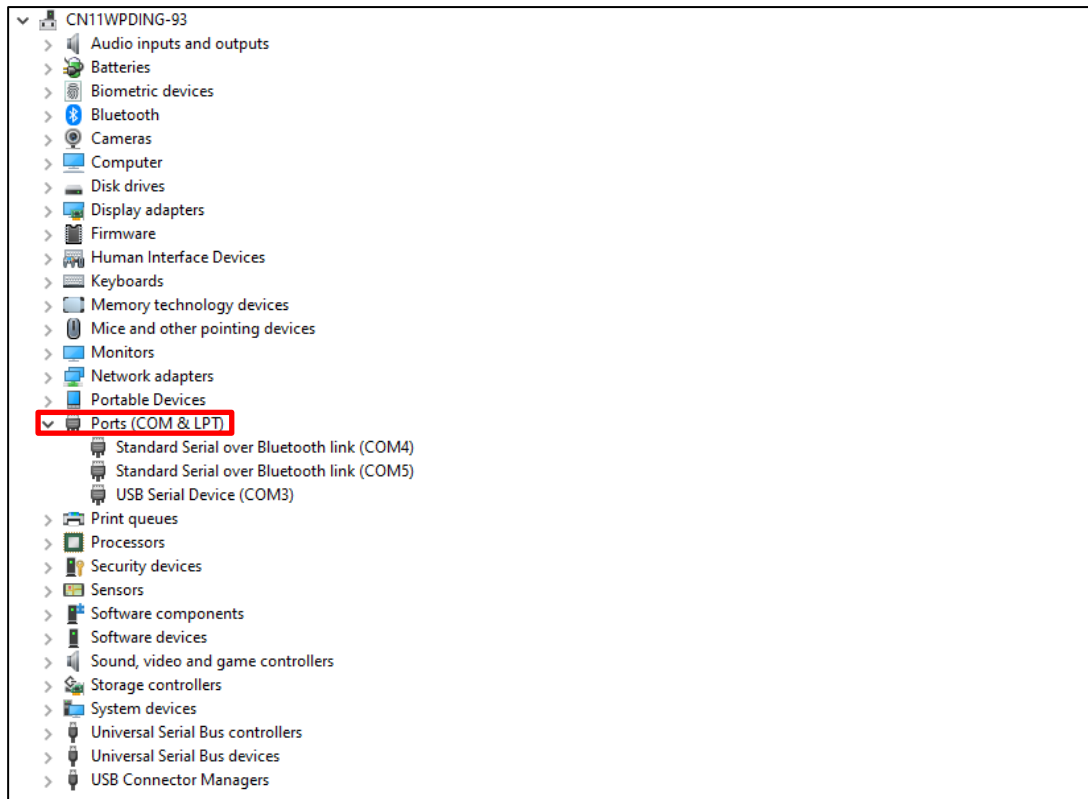 CN11WPDING-93
Audio inputs and outputs
Batteries
Biometric devices
Bluetooth
Cameras
Computer
Disk drives
Display adapters
Firmware
Human Interface Devices
Keyboards
Memory technology devices
Mice and other pointing devices
Monitors
Network adapters
Portable Devices
Ports (COM & LPT)
Standard Serial over Bluetooth link (COM4)
Standard Serial over Bluetooth link (COM5)
USB Serial Device (COM3)
Print queues
Processors
Security devices
Sensors
Software components
Software devices
Sound, video and game controllers
Storage controllers
System devices
Universal Serial Bus controllers
Universal Serial Bus devices
USB Connector Managers